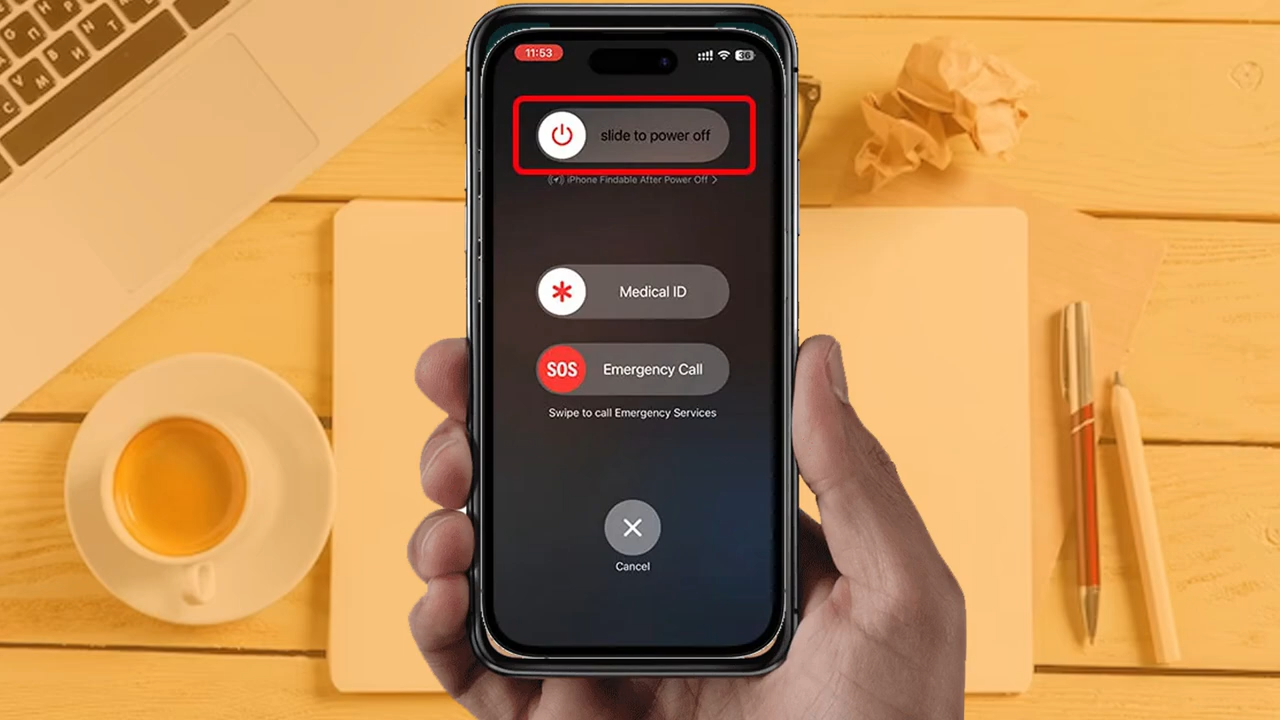 11:53
36
slide to power off
iPhone Findable After Power Off >
Medical ID
SOS
Emergency Call
Swipe to call Emergency Services
Cancel